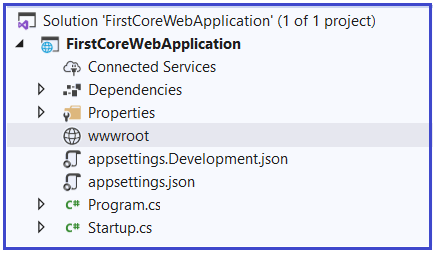 Solution 'FirstCoreWebApplication' (1 of 1 project)
FirstCoreWebApplication
Connected Services
Dependencies
Properties
wwwroot
appsettings.Development.json
appsettings.json
C# Program.cs
C# Startup.cs